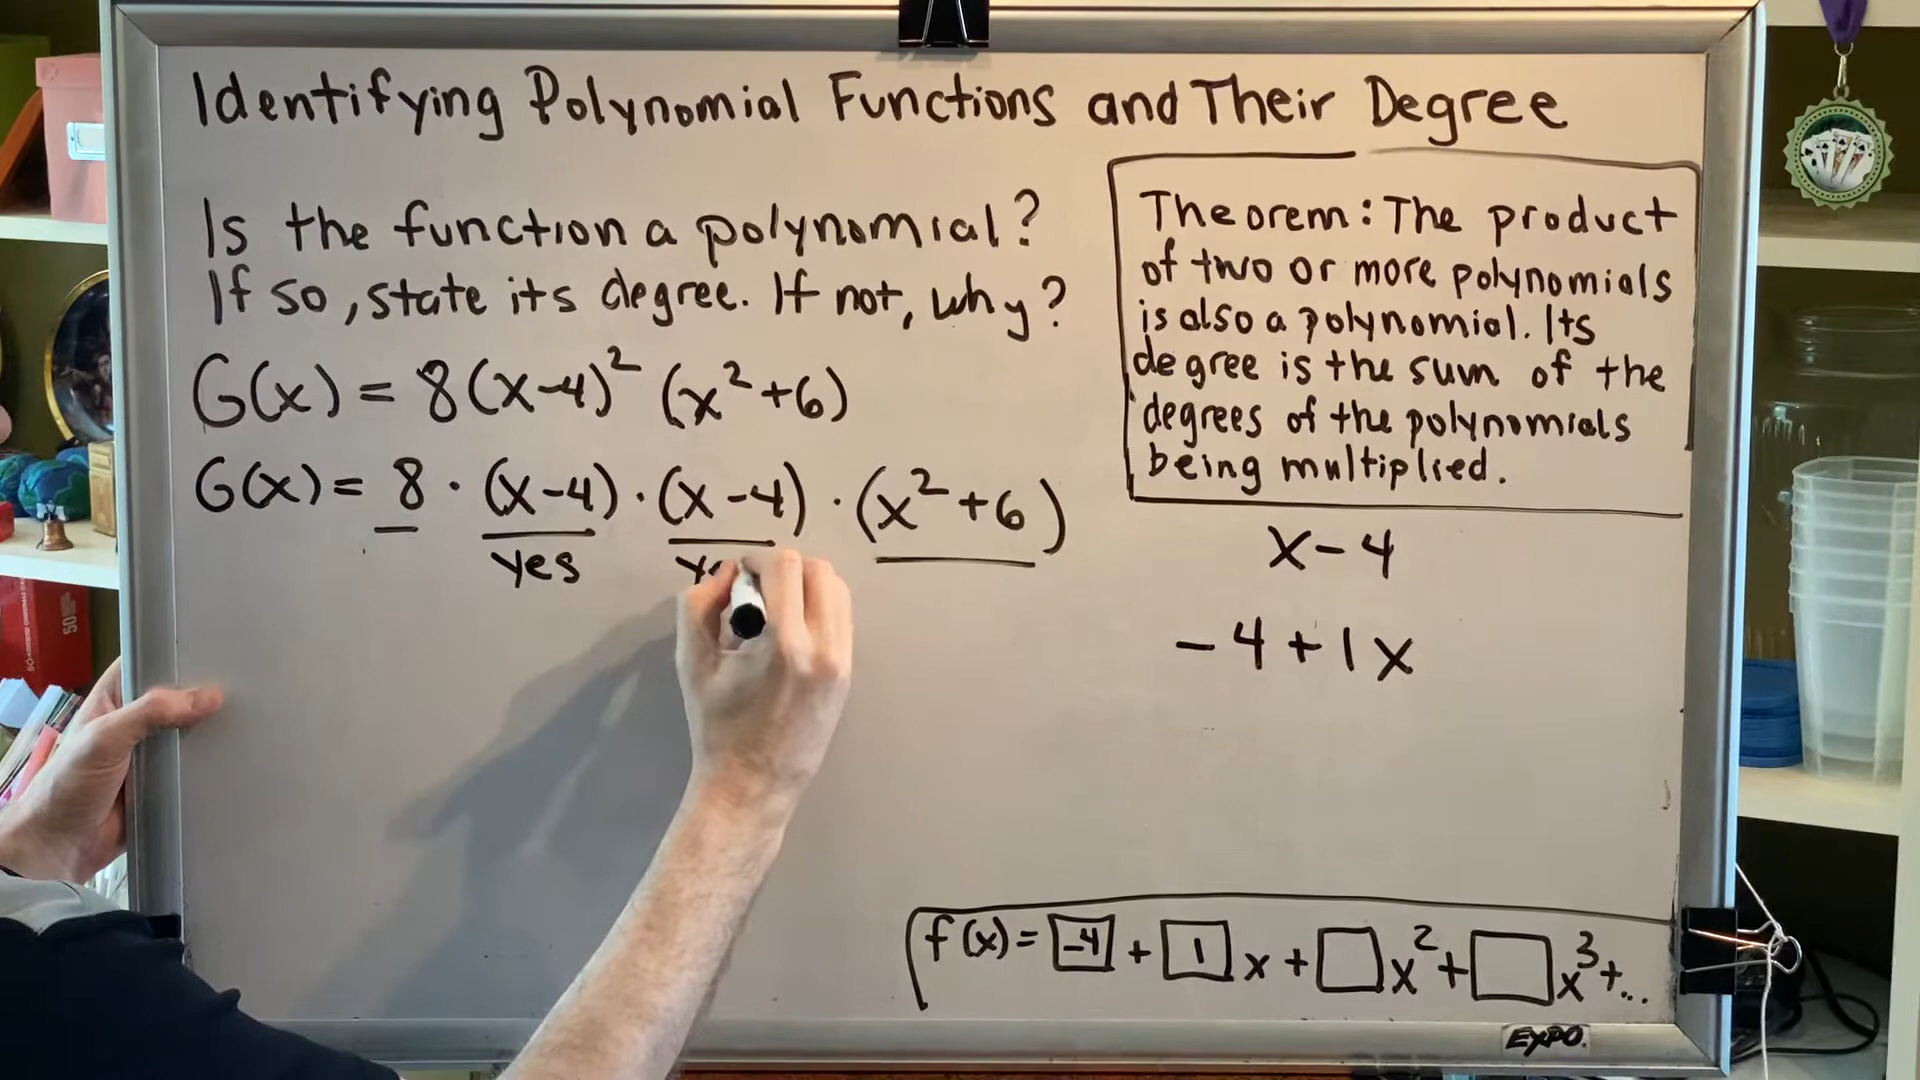 Identifying Polynomial Functions and Their Degree
Is the function a polynomial?
If so, state its degree. If not, why?
G(x) = 8(x-4)² (x²+6)
G(x) = 8 · (x-4) · (x-4) · (x²+6)
yes
Theorem: The product
of two or more polynomials
is also a polynomial. Its
degree is the sum of the
degrees of the polynomials
being multiplied.
x-4
-4+1x
f(x) = -4 + 1 x + □x² + □x³ + ...
EXPO
50